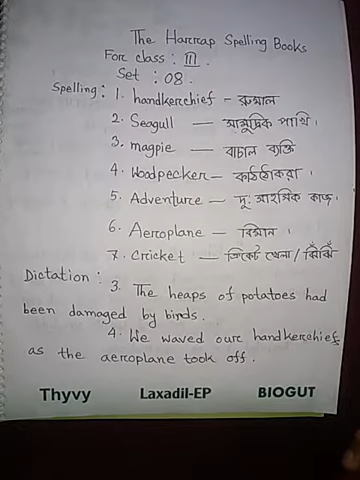 The Harrap Spelling Books
For class : III.
Set : 08.
Spelling : 1. handkerchief - রুমাল
2. Seagull — সামুদ্রিক পাখি ।
3. magpie — বাচাল ব্যক্তি
4. Woodpecker — কাঠঠোকরা ।
5. Adventure — দুঃসাহসিক কাজ।
6. Aeroplane — বিমান ।
7. Cricket — ক্রিকেট খেলা / ঝিঁঝিঁ
Dictation : 3. The heaps of potatoes had
been damaged by birds.
4. We waved our handkerchiefs
as the aeroplane took off.
Thyvy Laxadil-EP BIOGUT